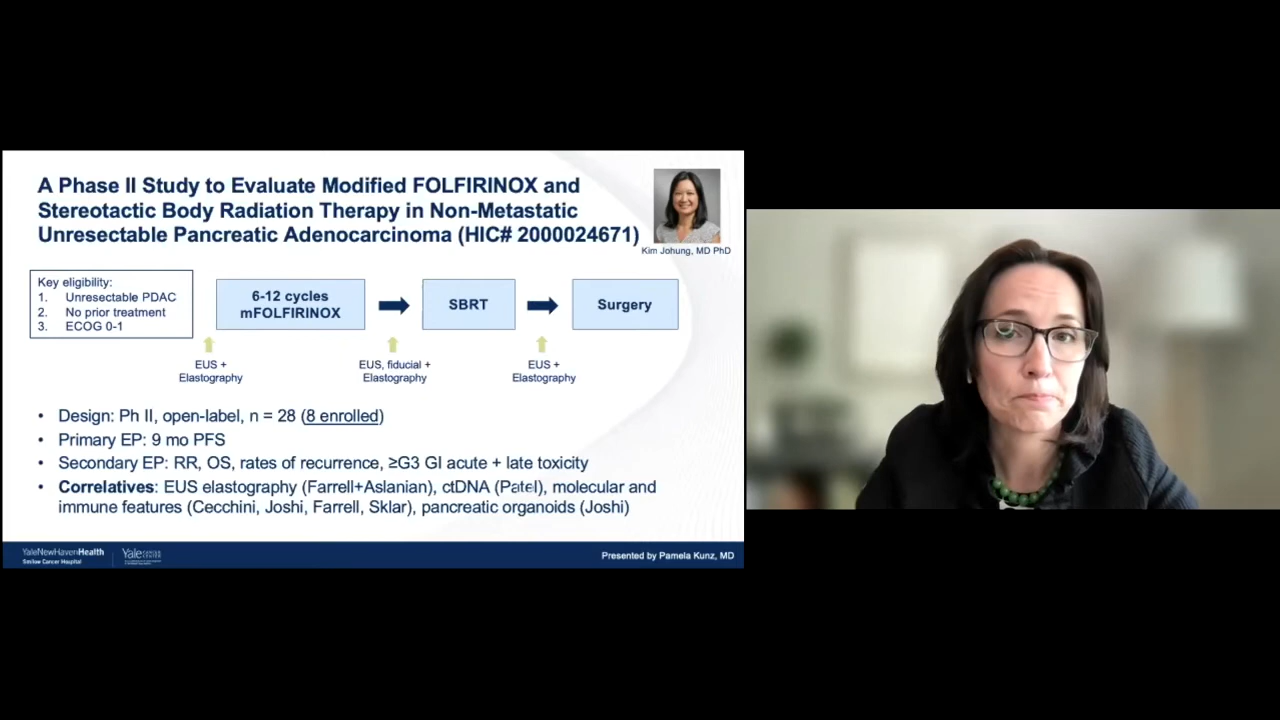 A Phase II Study to Evaluate Modified FOLFIRINOX and
Stereotactic Body Radiation Therapy in Non-Metastatic
Unresectable Pancreatic Adenocarcinoma (HIC# 2000024671)
Kim Johung, MD PhD
Key eligibility:
1. Unresectable PDAC
2. No prior treatment
3. ECOG 0-1
6-12 cycles
mFOLFIRINOX
SBRT
Surgery
EUS +
Elastography
EUS, fiducial +
Elastography
EUS +
Elastography
• Design: Ph II, open-label, n = 28 (8 enrolled)
• Primary EP: 9 mo PFS
• Secondary EP: RR, OS, rates of recurrence, ≥G3 GI acute + late toxicity
• Correlatives: EUS elastography (Farrell+Aslanian), ctDNA (Patel), molecular and
immune features (Cecchini, Joshi, Farrell, Sklar), pancreatic organoids (Joshi)
YaleNewHavenHealth
Smilow Cancer Hospital
Yale CANCER CENTER
Presented by Pamela Kunz, MD